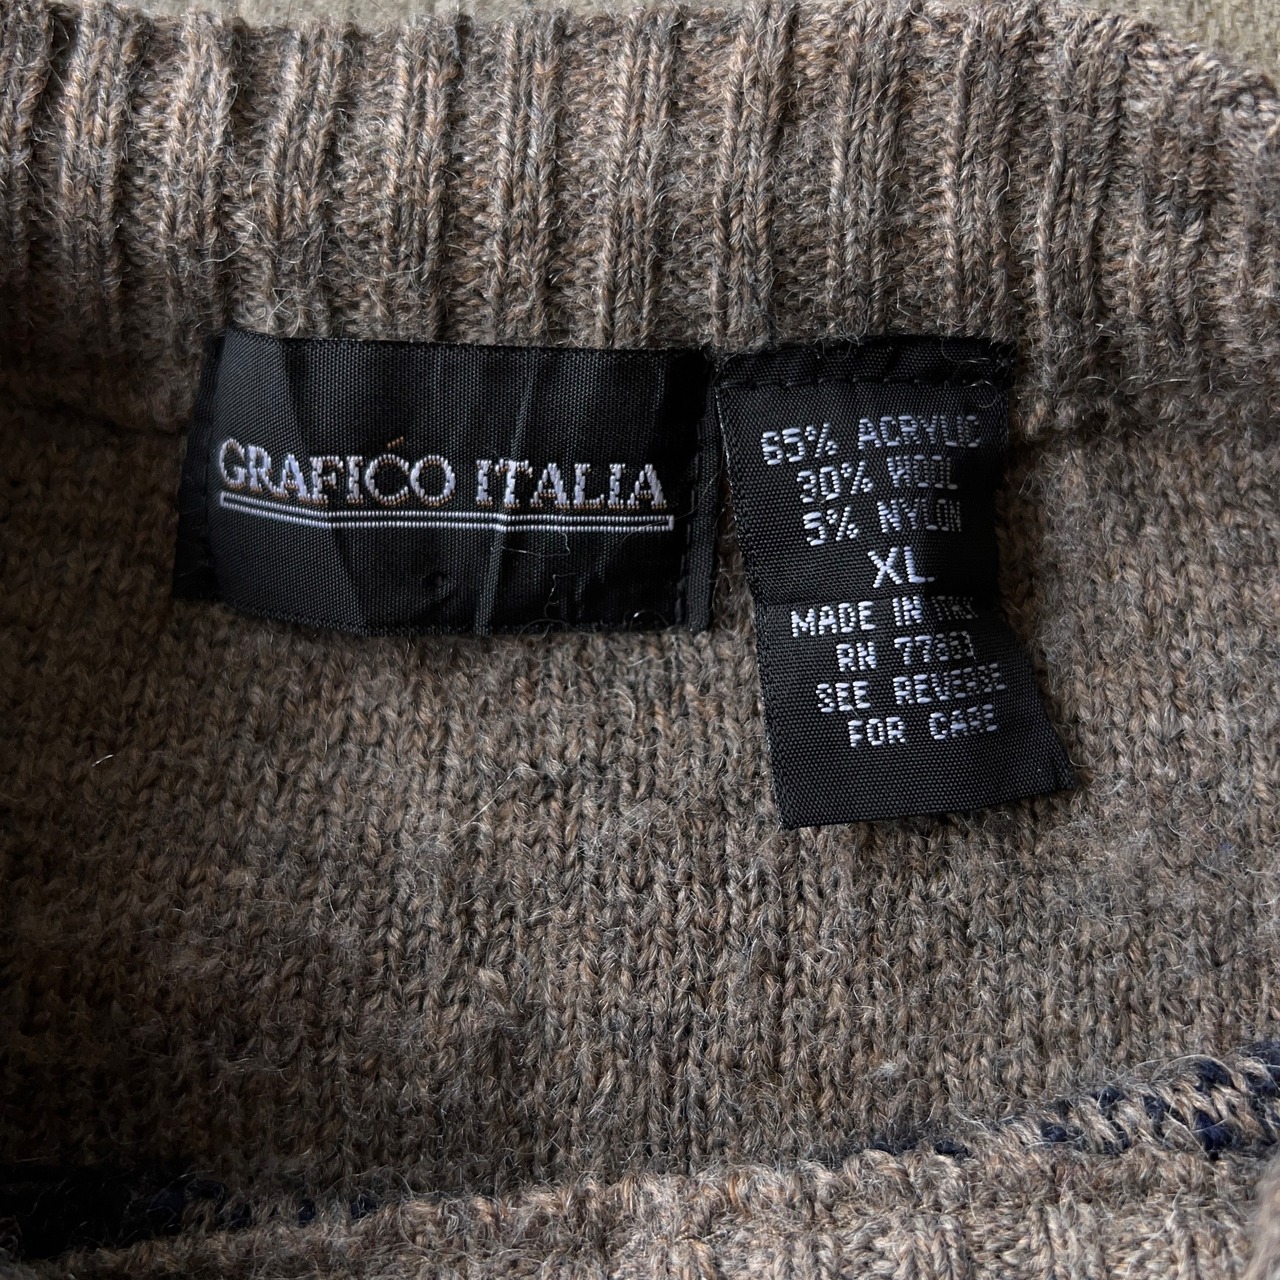 GRAFICO ITALIA
65% ACRYLIC
30% WOOL
5% NYLON
XL
MADE IN
RN
SEE REVERSE
FOR CARE